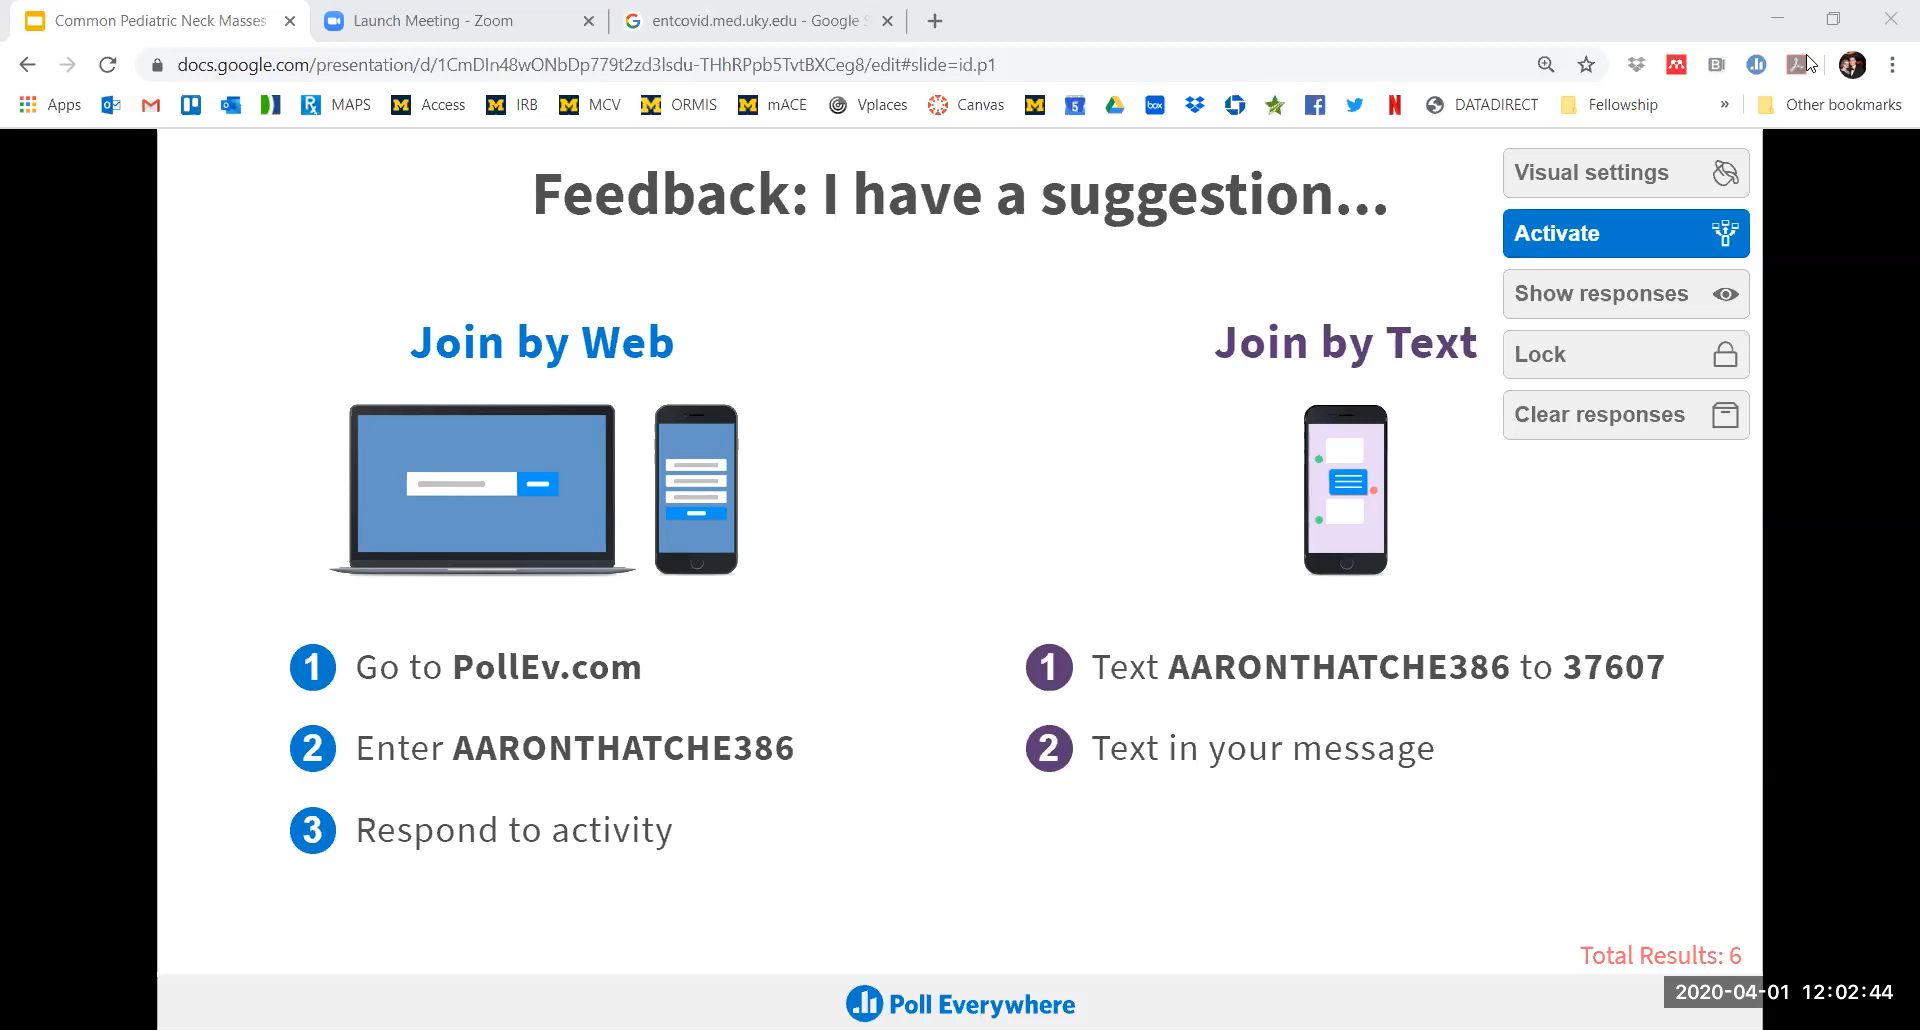 Common Pediatric Neck Masses
Launch Meeting - Zoom
entcovid.med.uky.edu - Google
docs.google.com/presentation/d/1CmDIn48wONbDp779t2zd3lsdu-THhRPpb5TvtBXCeg8/edit#slide=id.p1
Apps MAPS Access IRB MCV ORMIS mACE Vplaces Canvas DATADIRECT Fellowship » Other bookmarks
Feedback: I have a suggestion...
Visual settings
Activate
Show responses
Lock
Clear responses
Join by Web
Join by Text
1 Go to PollEv.com
2 Enter AARONTHATCHE386
3 Respond to activity
1 Text AARONTHATCHE386 to 37607
2 Text in your message
Total Results: 6
Poll Everywhere
2020-04-01 12:02:44